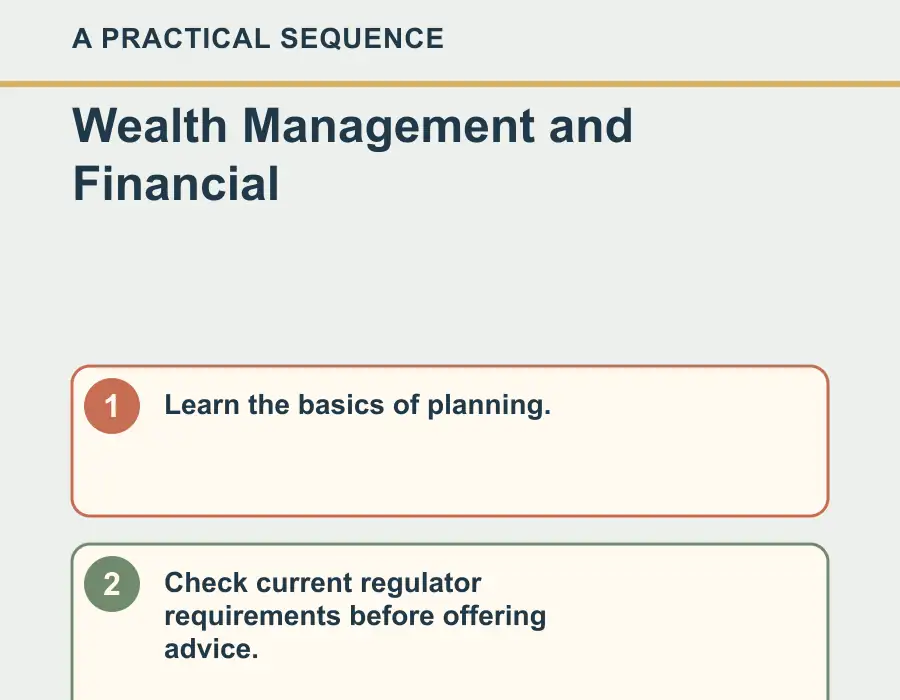 A PRACTICAL SEQUENCE
Wealth Management and
Financial
1
Learn the basics of planning.
2
Check current regulator
requirements before offering
advice.